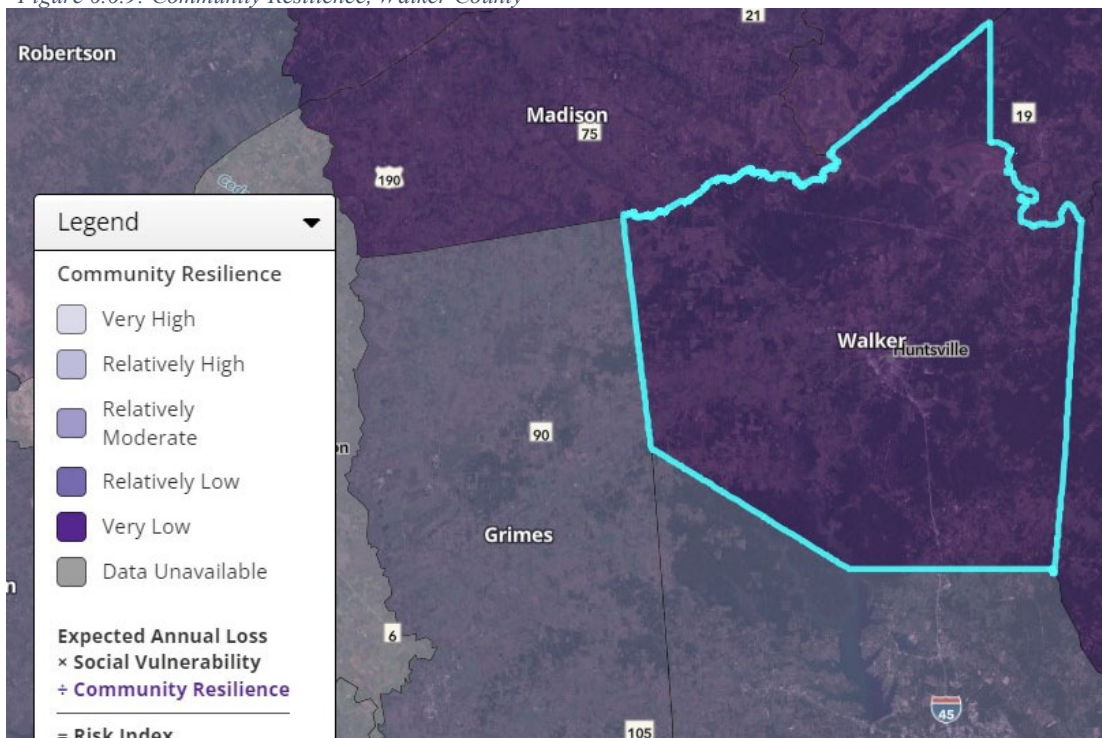 Figure 6.6.9: Community Resilience, Walker County
21
Robertson
Madison
75
19
190
Legend
Community Resilience
Very High
Relatively High
Relatively
Moderate
Relatively Low
Very Low
Data Unavailable
Expected Annual Loss
× Social Vulnerability
÷ Community Resilience
= Risk Index
Walker
Huntsville
90
on
Grimes
n
6
45
105